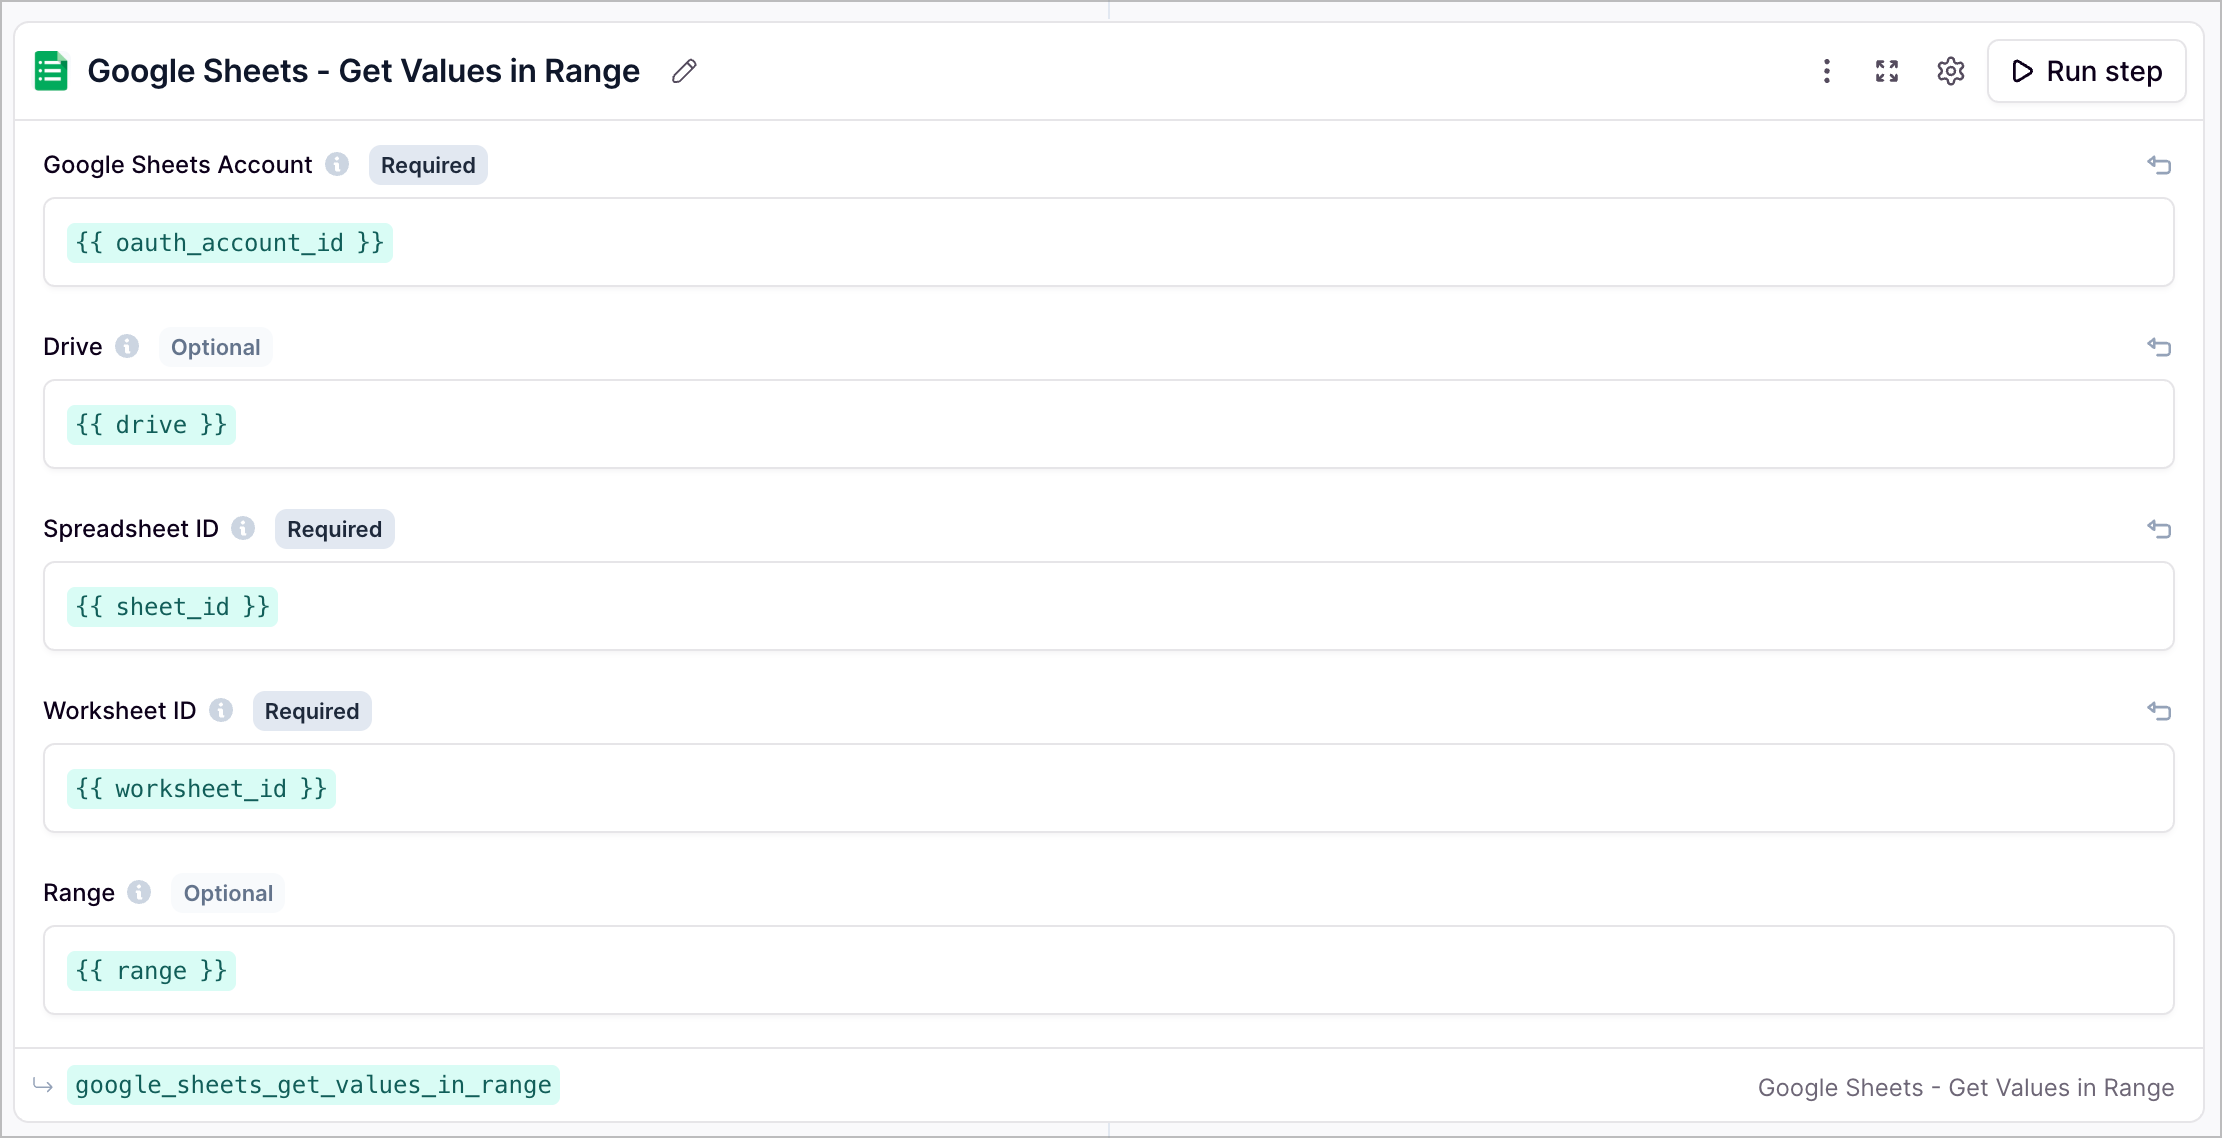 Google Sheets - Get Values in Range
Run step
Google Sheets Account Required
{{ oauth_account_id }}
Drive Optional
{{ drive }}
Spreadsheet ID Required
{{ sheet_id }}
Worksheet ID Required
{{ worksheet_id }}
Range Optional
{{ range }}
google_sheets_get_values_in_range
Google Sheets - Get Values in Range